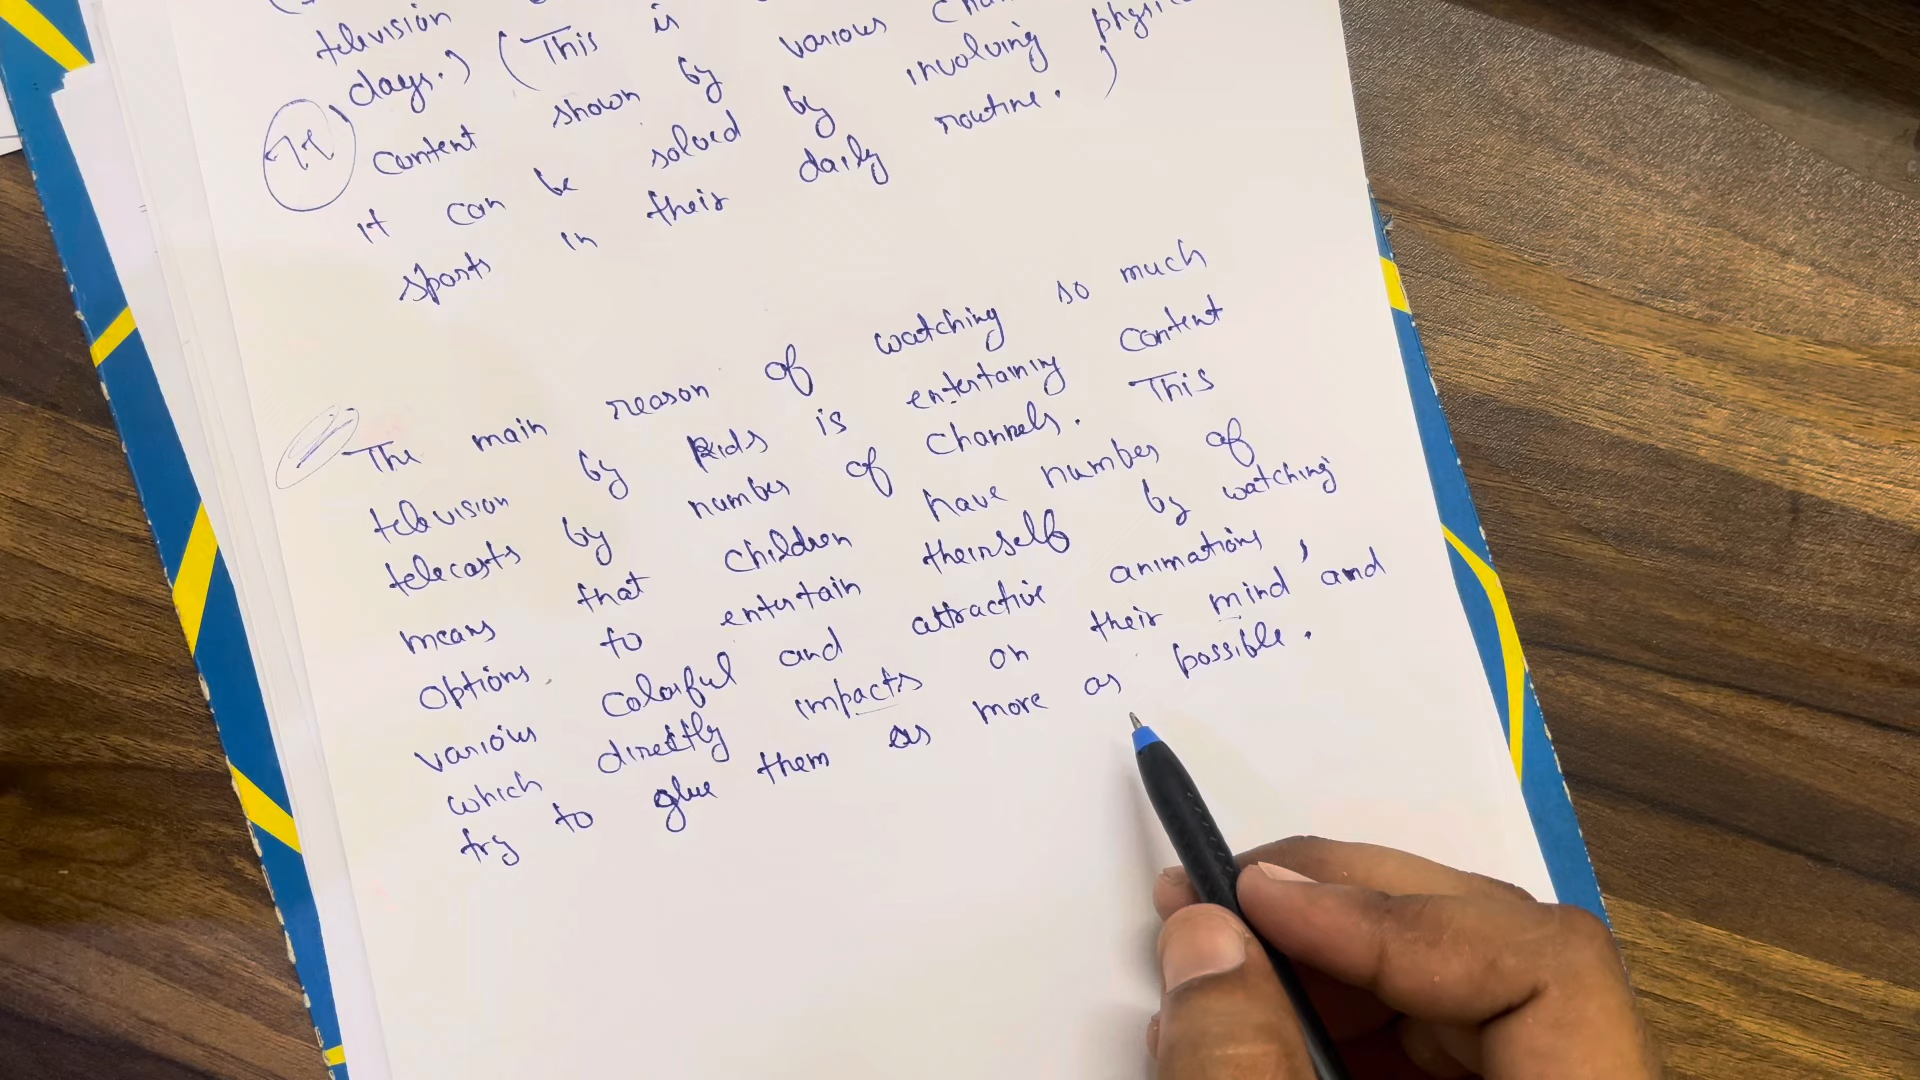 television
days.) (This is
content shown by various
TT it can be solved by involving
sports in their daily routine.)
The main reason of watching so much
television by kids is entertaining content
telecasts by number of channels. This
means that children have number of
options to entertain theirself by watching
various colorful and attractive animations,
which directly impacts on their mind and
try to glue them as more as possible.